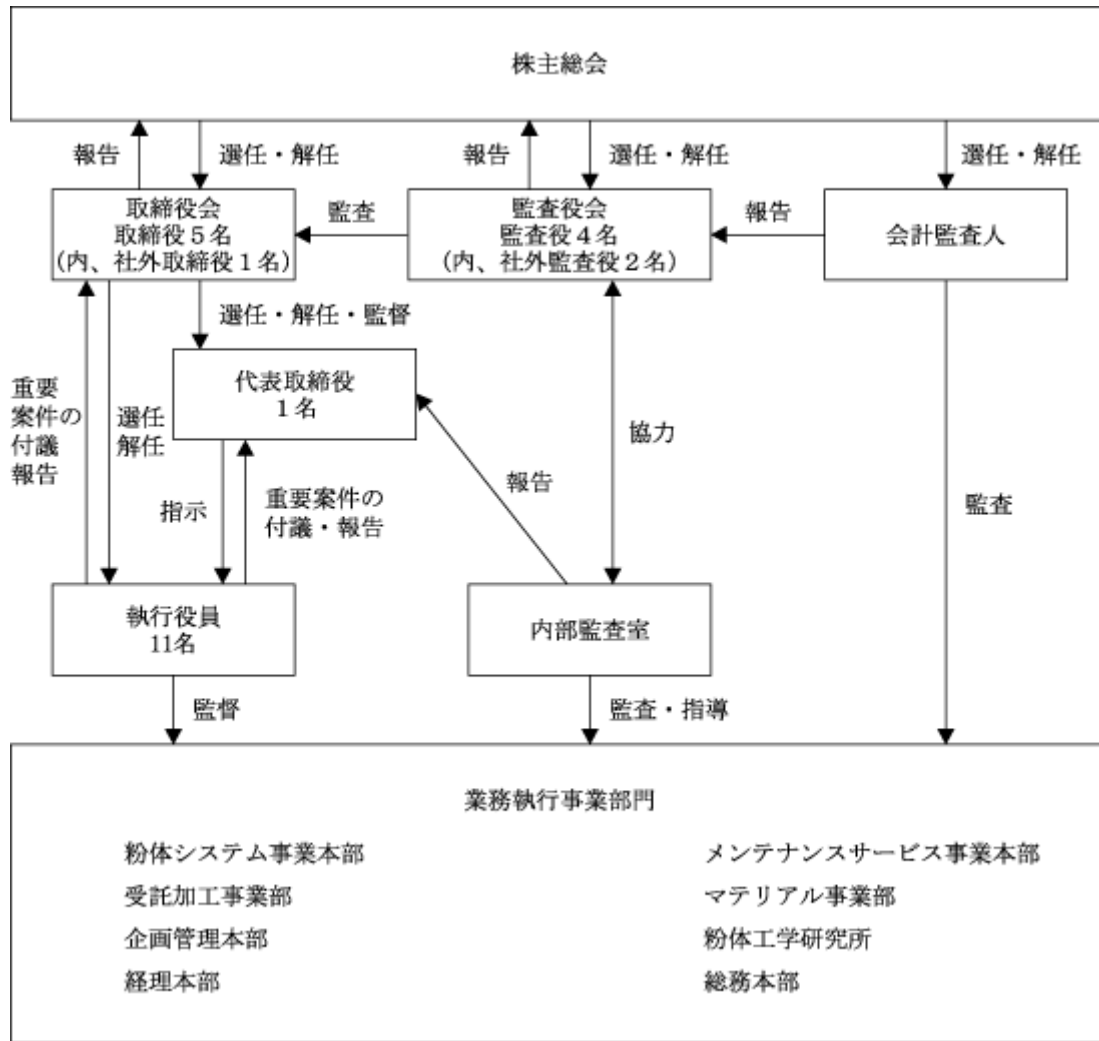 株主総会
報告
選任・解任
報告
選任・解任
選任・解任
取締役会
取締役5名
(内、社外取締役1名)
監査
監査役会
監査役4名
(内、社外監査役2名)
報告
会計監査人
選任・解任・監督
代表取締役
1名
重要
案件の
付議
報告
選任
解任
指示
重要案件の
付議・報告
報告
協力
監査
執行役員
11名
内部監査室
監督
監査・指導
業務執行事業部門
粉体システム事業本部
メンテナンスサービス事業本部
受託加工事業部
マテリアル事業部
企画管理本部
粉体工学研究所
経理本部
総務本部